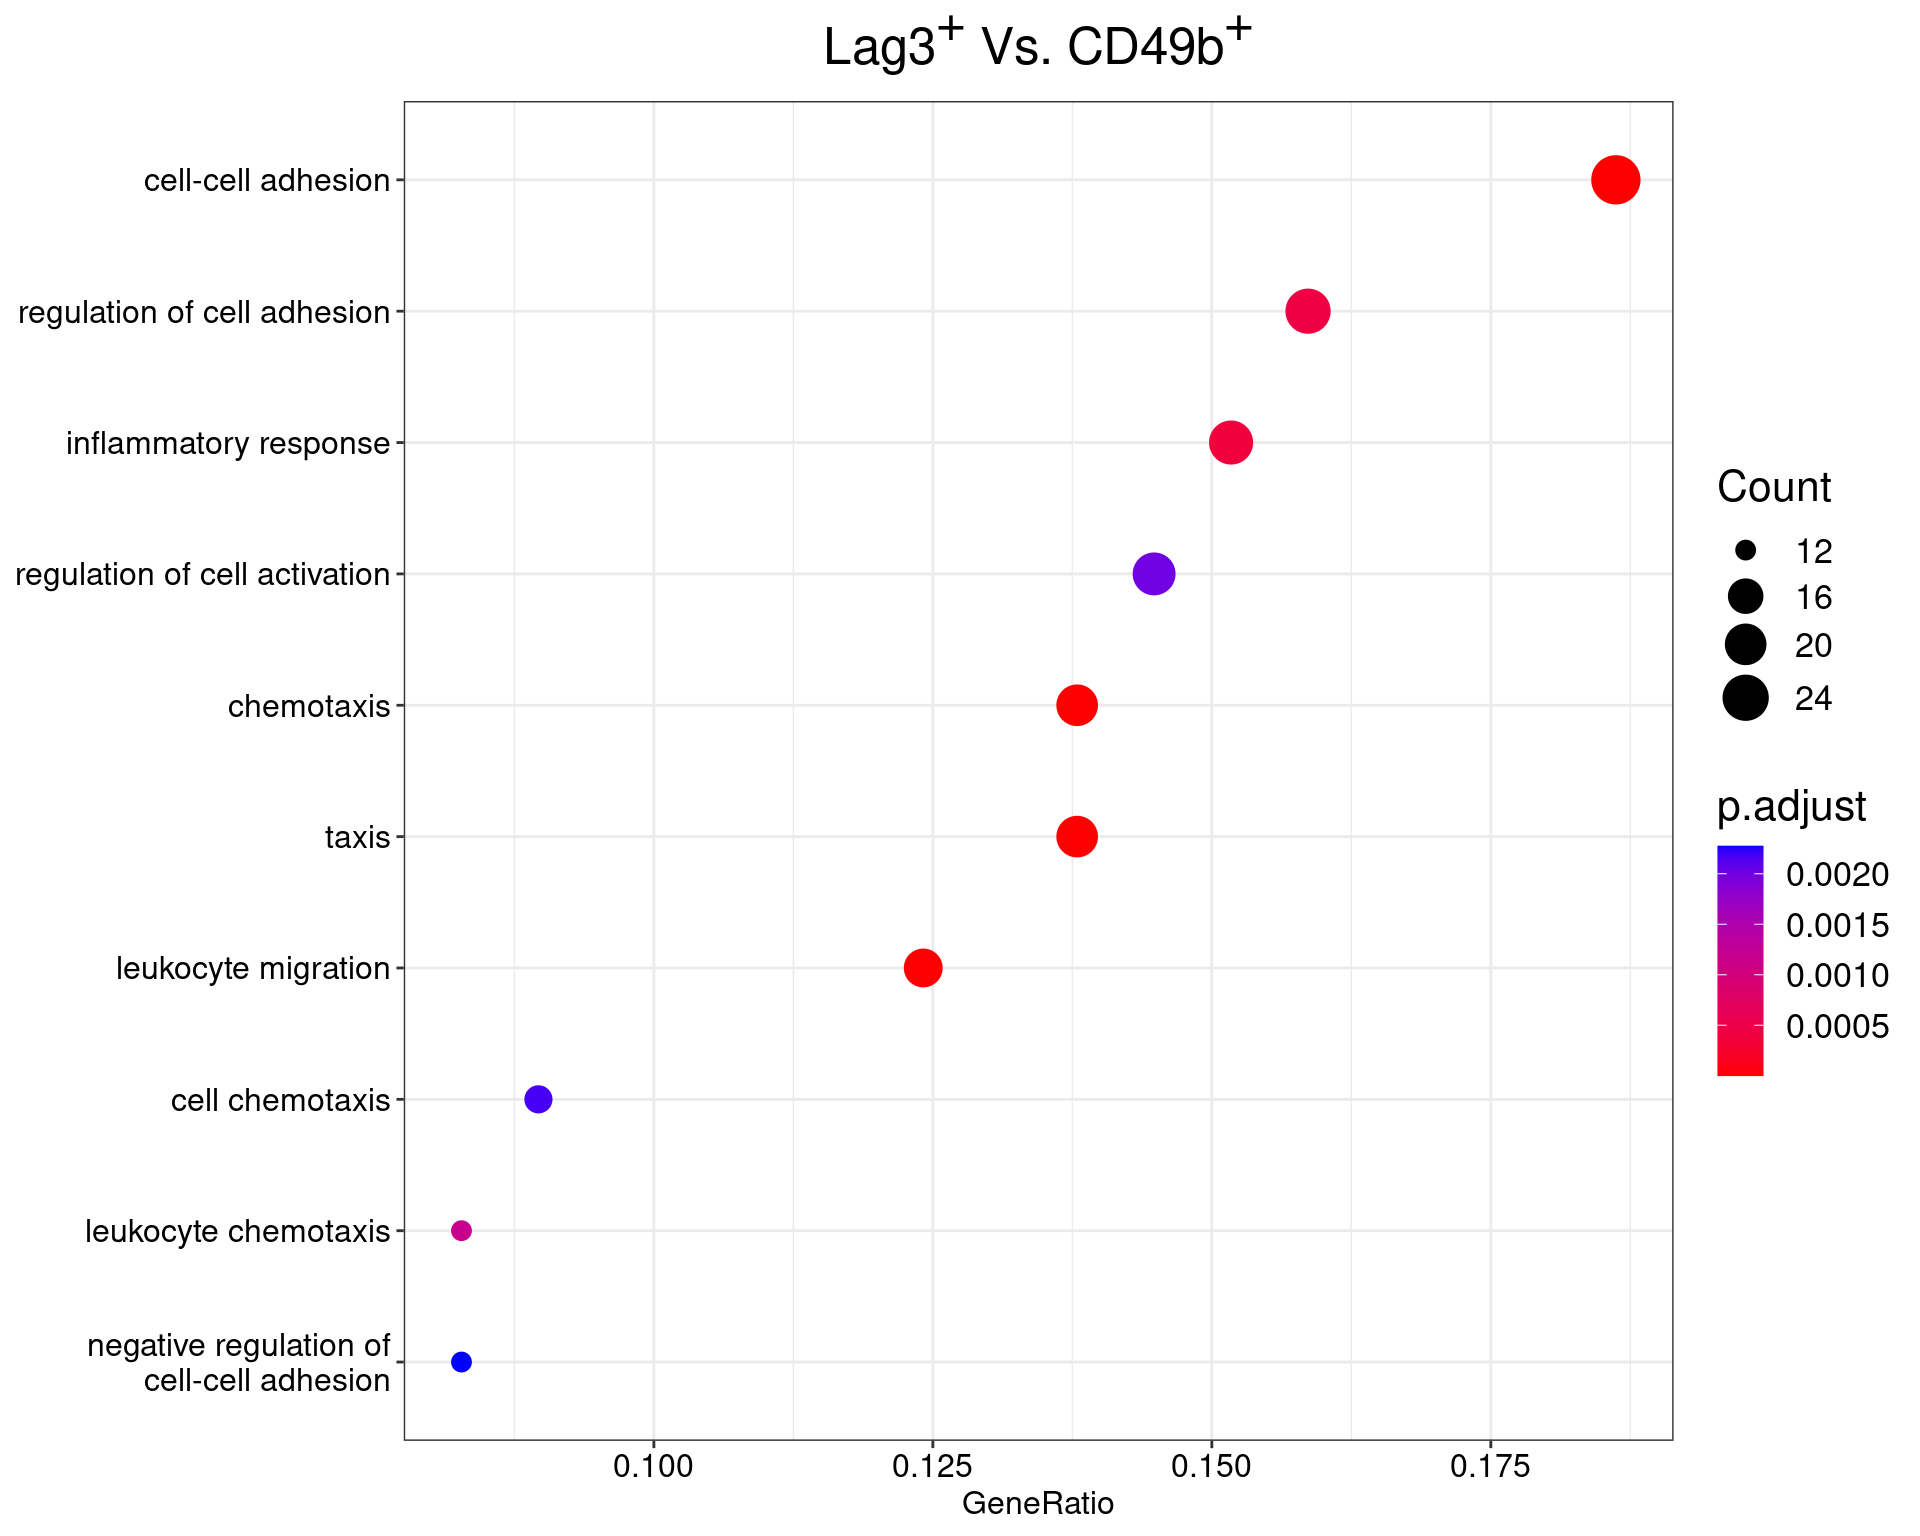 Lag3⁺ Vs. CD49b⁺
cell-cell adhesion
regulation of cell adhesion
inflammatory response
regulation of cell activation
chemotaxis
taxis
leukocyte migration
cell chemotaxis
leukocyte chemotaxis
negative regulation of
cell-cell adhesion
0.100 0.125 0.150 0.175
GeneRatio
Count
12
16
20
24
p.adjust
0.0020
0.0015
0.0010
0.0005